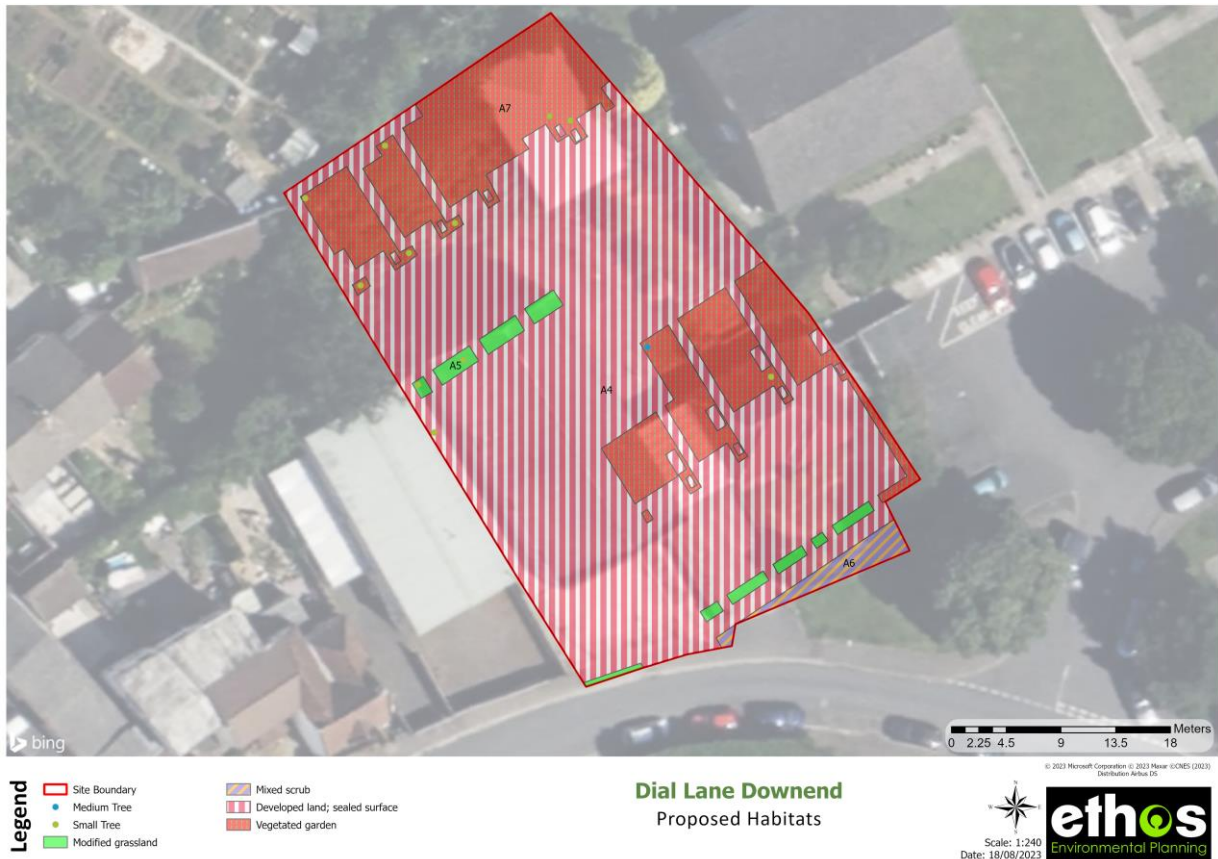 A7
A5
A4
A6
bing
Meters
0 2.25 4.5 9 13.5 18
© 2023 Microsoft Corporation © 2023 Maxar ©CNES (2023)
Distribution Airbus DS
Legend
Site Boundary
Medium Tree
Small Tree
Modified grassland
Mixed scrub
Developed land; sealed surface
Vegetated garden
Dial Lane Downend
Proposed Habitats
N
W E
S
Scale: 1:240
Date: 18/08/2023
ethos
Environmental Planning